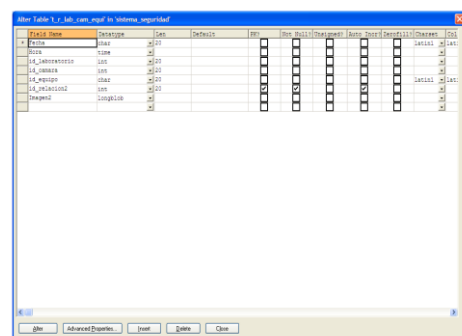 Alter Table 't_r_lab_cam_equi' in 'sistema_seguridad'
Field Name Datatype Len Default PK? Not Null? Unsigned? Auto Incr? Zerofill? Charset Col
Fecha char 20 latin1 lat
Hora time
id_laboratorio int 20
id_camara int 20
id_equipo char 20 latin1 lat
id_relacion2 int 20
Imagen2 longblob
Alter Advanced Properties... Insert Delete Close